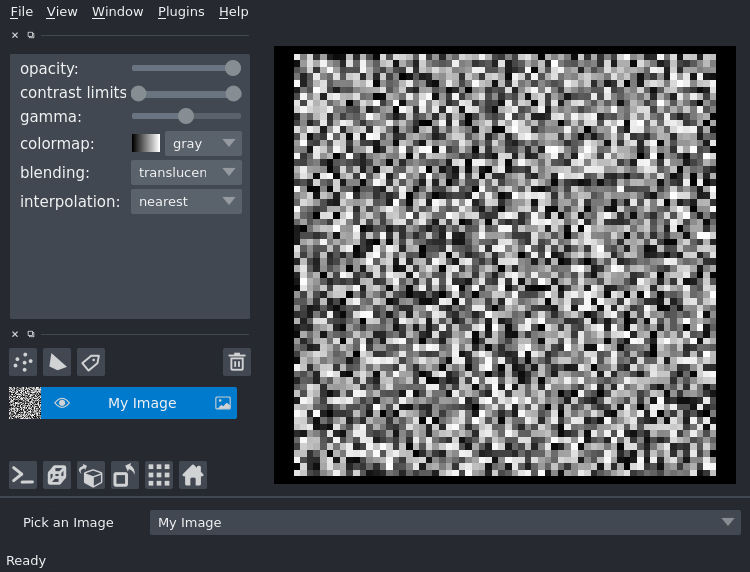 File View Window Plugins Help
opacity:
contrast limits
gamma:
colormap: gray
blending: translucen
interpolation: nearest
My Image
Pick an Image My Image
Ready